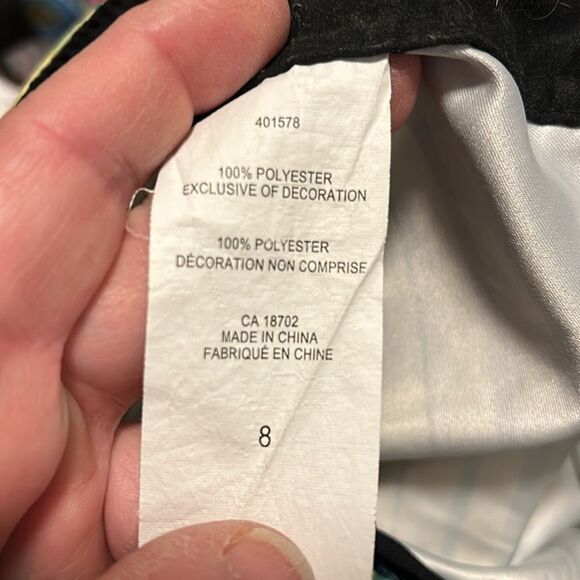 401578
100% POLYESTER
EXCLUSIVE OF DECORATION
100% POLYESTER
DÉCORATION NON COMPRISE
CA 18702
MADE IN CHINA
FABRIQUÉ EN CHINE
8